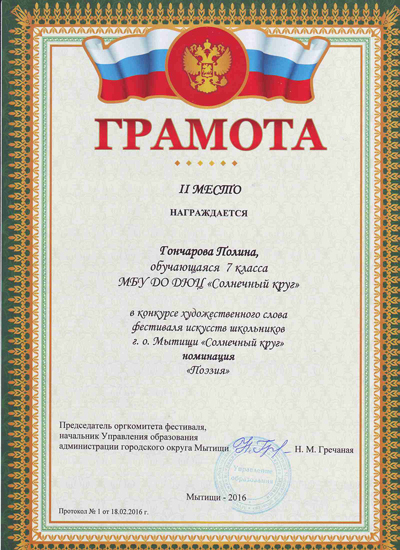 ГРАМОТА
II МЕСТО
НАГРАЖДАЕТСЯ
Гончарова Полина,
обучающаяся 7 класса
МБУ ДО ДЮЦ «Солнечный круг»
в конкурсе художественного слова
фестиваля искусств школьников
г. о. Мытищи «Солнечный круг»
номинация
«Поэзия»
Председатель оргкомитета фестиваля,
начальник Управления образования
администрации городского округа Мытищи Н. М. Гречаная
Управление
образования
Мытищи - 2016
Протокол № 1 от 18.02.2016 г.